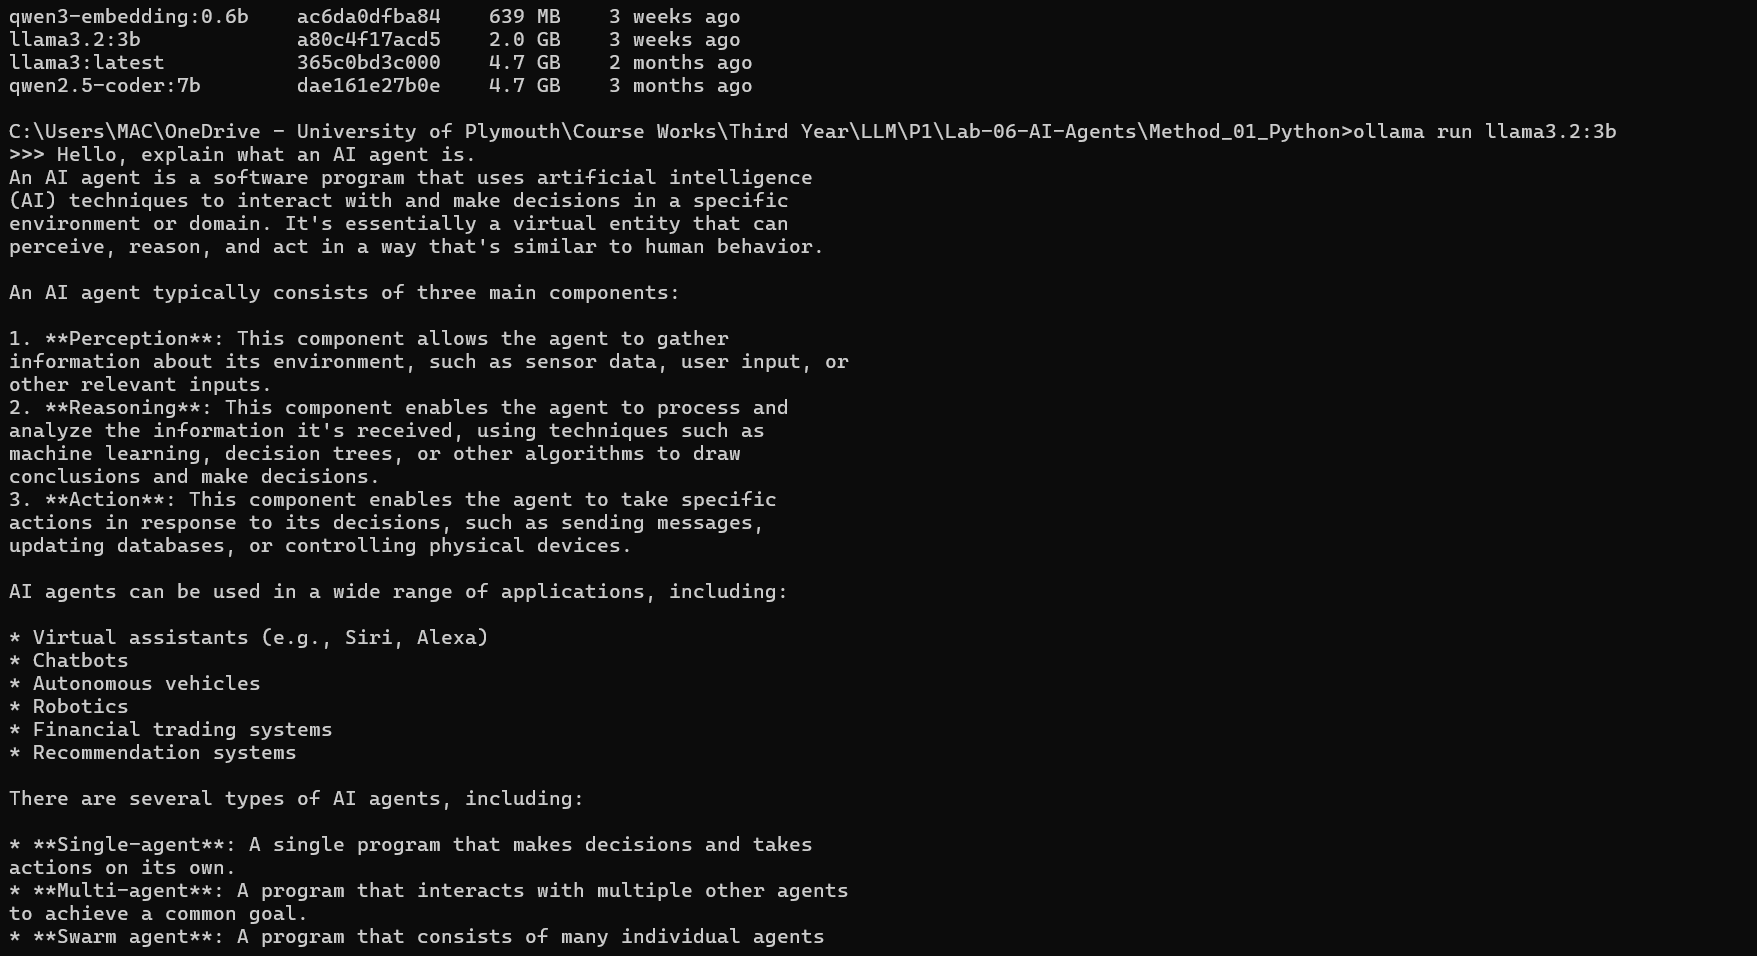 qwen3-embedding:0.6b    ac6da0dfba84    639 MB    3 weeks ago
llama3.2:3b             a80c4f17acd5    2.0 GB    3 weeks ago
llama3:latest           365c0bd3c000    4.7 GB    2 months ago
qwen2.5-coder:7b        dae161e27b0e    4.7 GB    3 months ago

C:\Users\MAC\OneDrive - University of Plymouth\Course Works\Third Year\LLM\P1\Lab-06-AI-Agents\Method_01_Python>ollama run llama3.2:3b
>>> Hello, explain what an AI agent is.
An AI agent is a software program that uses artificial intelligence
(AI) techniques to interact with and make decisions in a specific
environment or domain. It's essentially a virtual entity that can
perceive, reason, and act in a way that's similar to human behavior.

An AI agent typically consists of three main components:

1. **Perception**: This component allows the agent to gather
information about its environment, such as sensor data, user input, or
other relevant inputs.
2. **Reasoning**: This component enables the agent to process and
analyze the information it's received, using techniques such as
machine learning, decision trees, or other algorithms to draw
conclusions and make decisions.
3. **Action**: This component enables the agent to take specific
actions in response to its decisions, such as sending messages,
updating databases, or controlling physical devices.

AI agents can be used in a wide range of applications, including:

* Virtual assistants (e.g., Siri, Alexa)
* Chatbots
* Autonomous vehicles
* Robotics
* Financial trading systems
* Recommendation systems

There are several types of AI agents, including:

* **Single-agent**: A single program that makes decisions and takes
actions on its own.
* **Multi-agent**: A program that interacts with multiple other agents
to achieve a common goal.
* **Swarm agent**: A program that consists of many individual agents